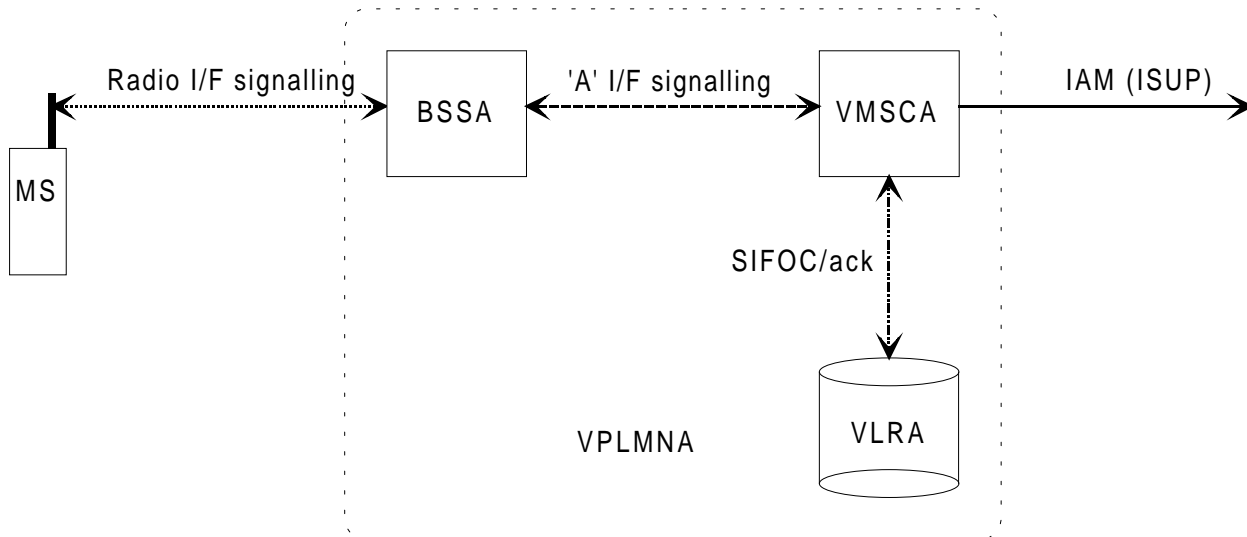 Radio I/F signalling
'A' I/F signalling
IAM (ISUP)
BSSA
VMSCA
MS
SIFOC/ack
VPLMNA
VLRA